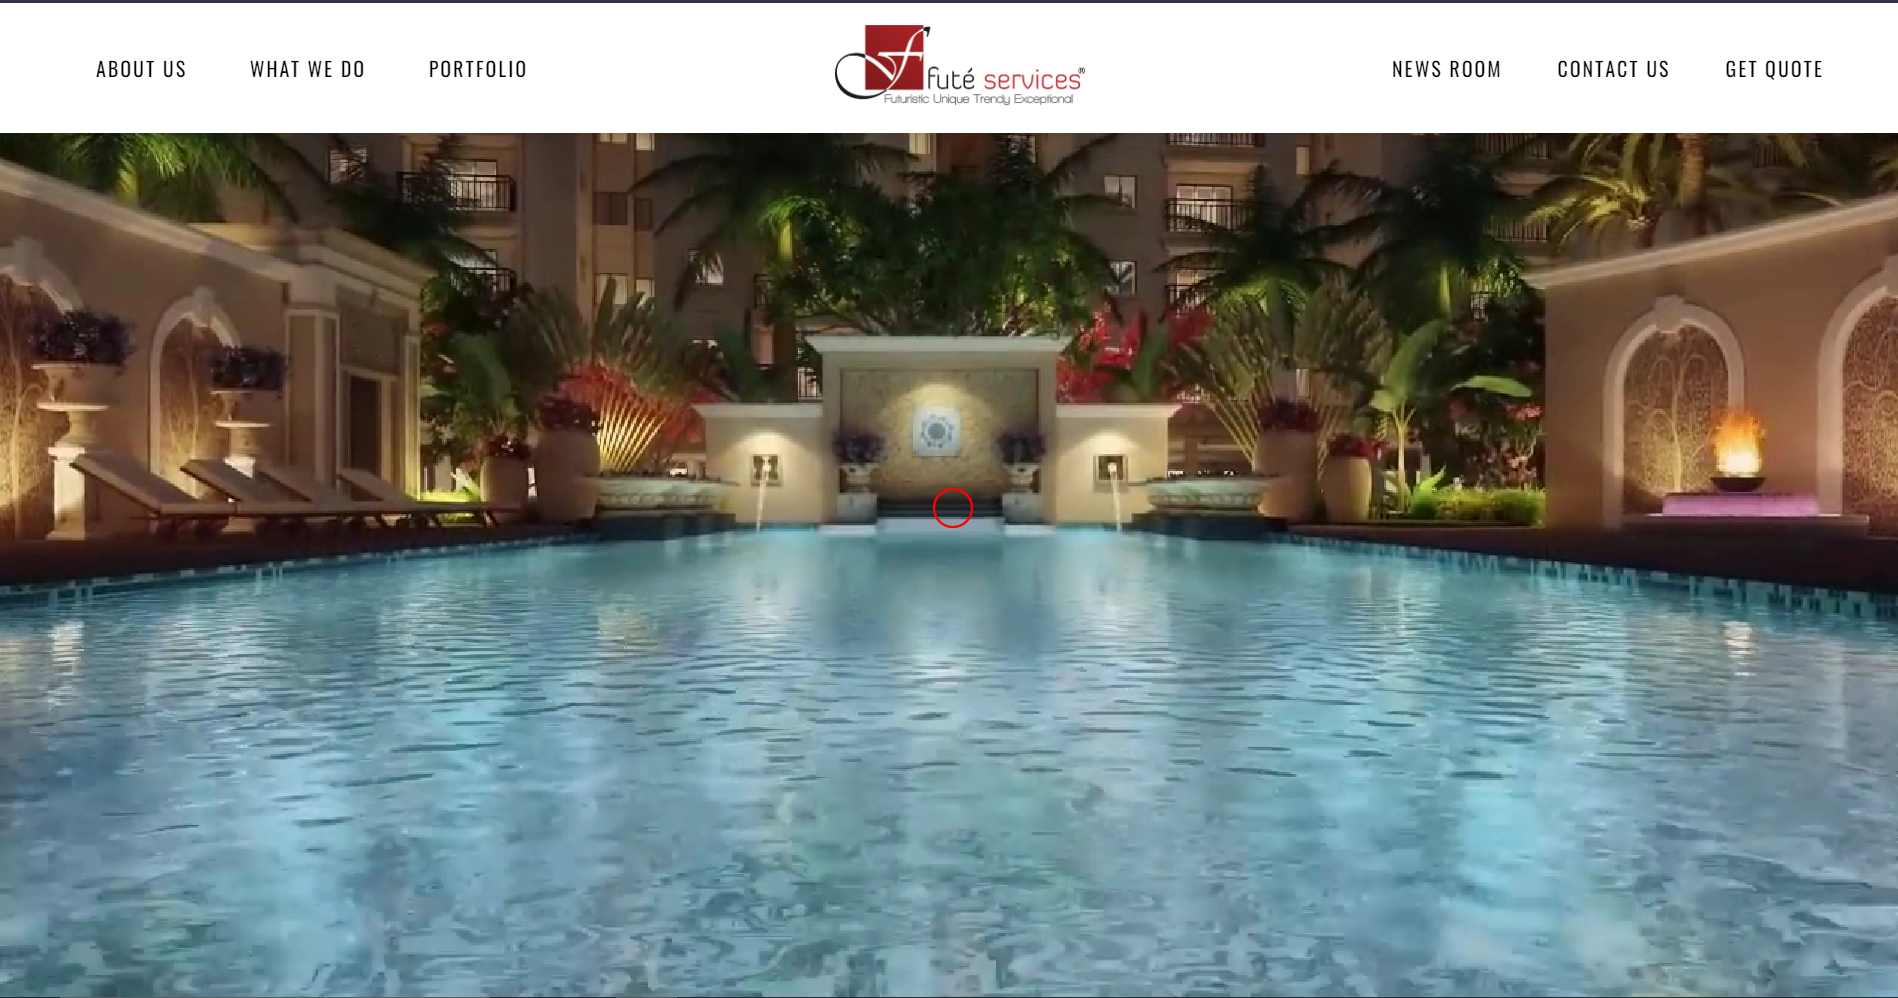 ABOUT US
WHAT WE DO
PORTFOLIO
futé services®
Futuristic Unique Trendy Exceptional
NEWS ROOM
CONTACT US
GET QUOTE